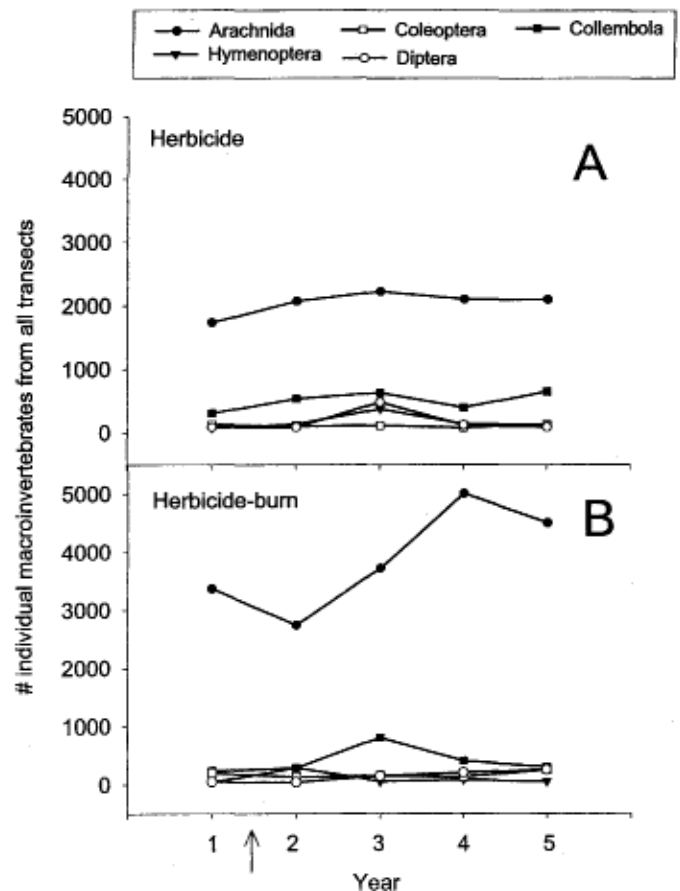 Arachnida Coleoptera Collembola
Hymenoptera Diptera
# individual macroinvertebrates from all transects
Herbicide
A
5000
4000
3000
2000
1000
0
Herbicide-burn
B
5000
4000
3000
2000
1000
0
1 2 3 4 5
Year